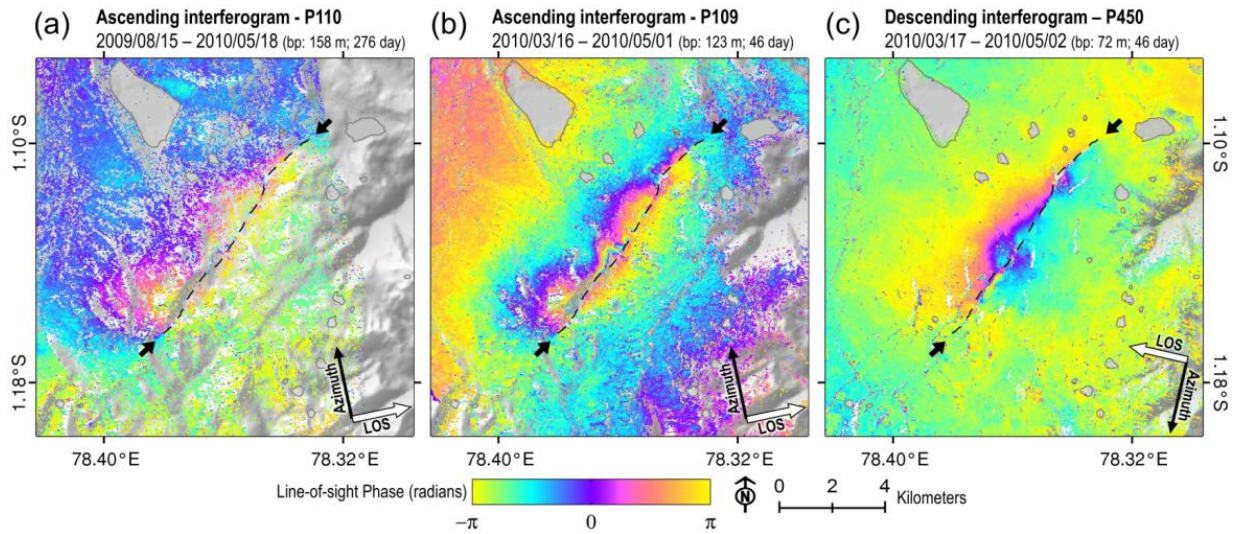 (a) Ascending interferogram - P110
2009/08/15 – 2010/05/18 (bp: 158 m; 276 day)
(b) Ascending interferogram - P109
2010/03/16 – 2010/05/01 (bp: 123 m; 46 day)
(c) Descending interferogram – P450
2010/03/17 – 2010/05/02 (bp: 72 m; 46 day)
1.10°S
1.18°S
Azimuth
LOS
Azimuth
LOS
LOS
Azimuth
1.10°S
1.18°S
78.40° E
78.32° E
78.40° E
78.32° E
78.40° E
78.32° E
Line-of-sight Phase (radians)
−π
0
π
N
0 2 4
Kilometers